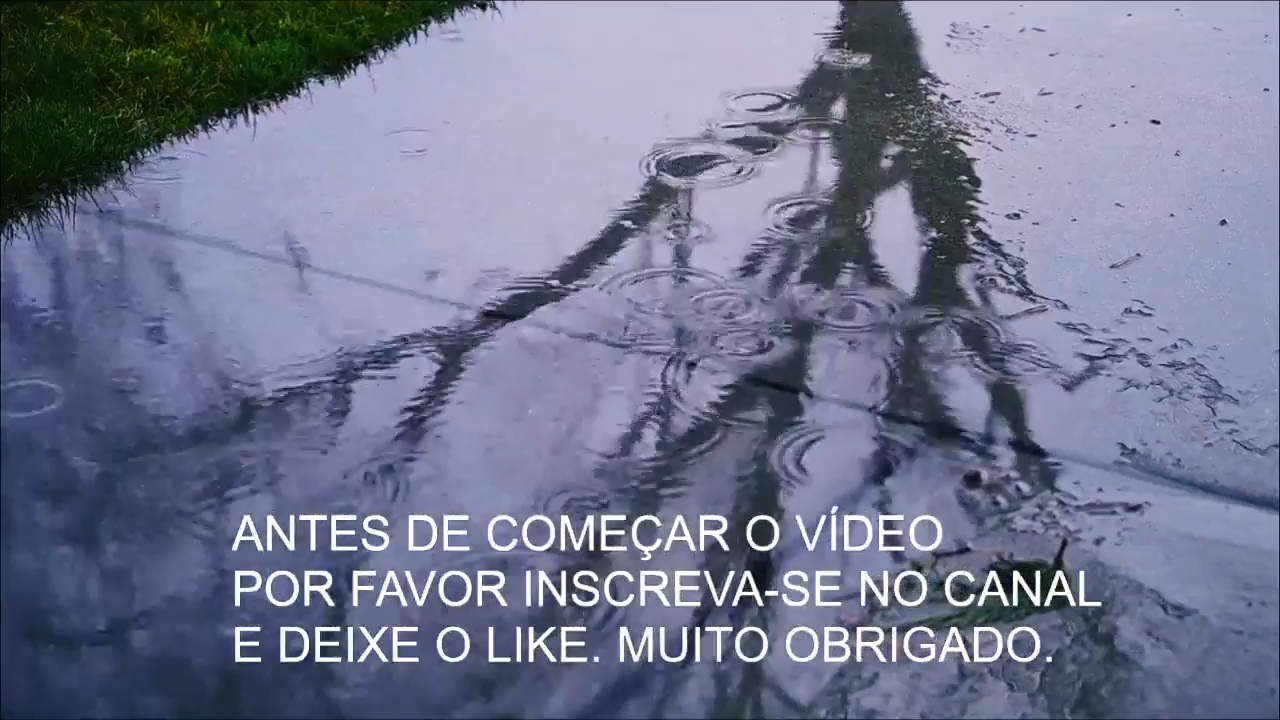 ANTES DE COMEÇAR O VÍDEO
POR FAVOR INSCREVA-SE NO CANAL
E DEIXE O LIKE. MUITO OBRIGADO.